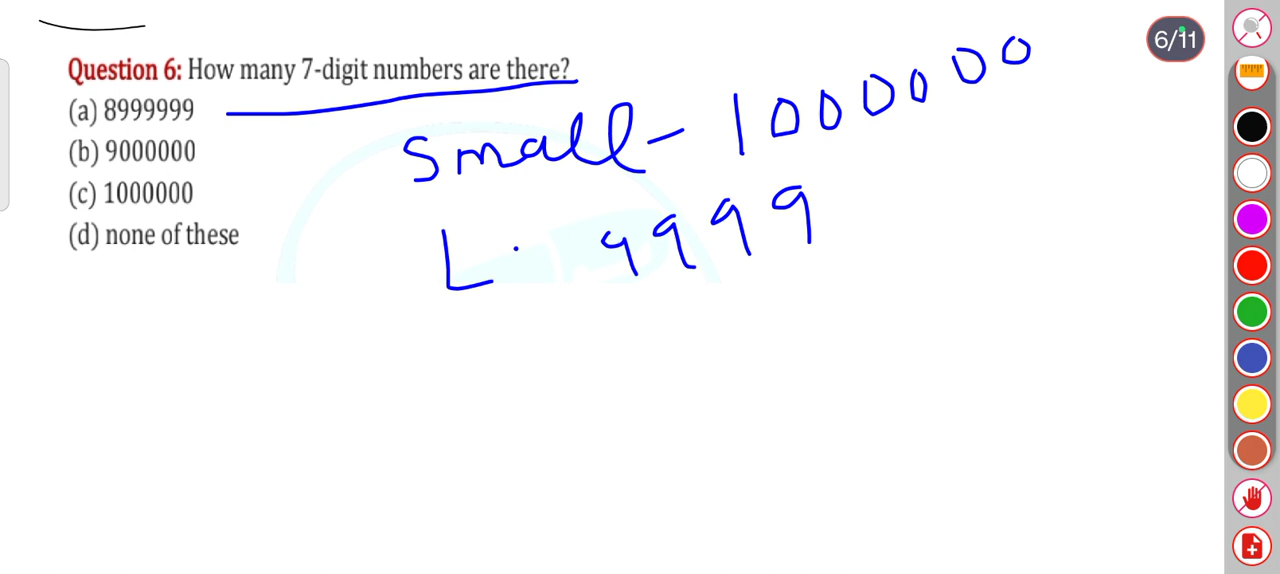 6/11
Question 6: How many 7-digit numbers are there?
(a) 8999999
(b) 9000000
(c) 1000000
(d) none of these
Small - 1000000
L. 9999